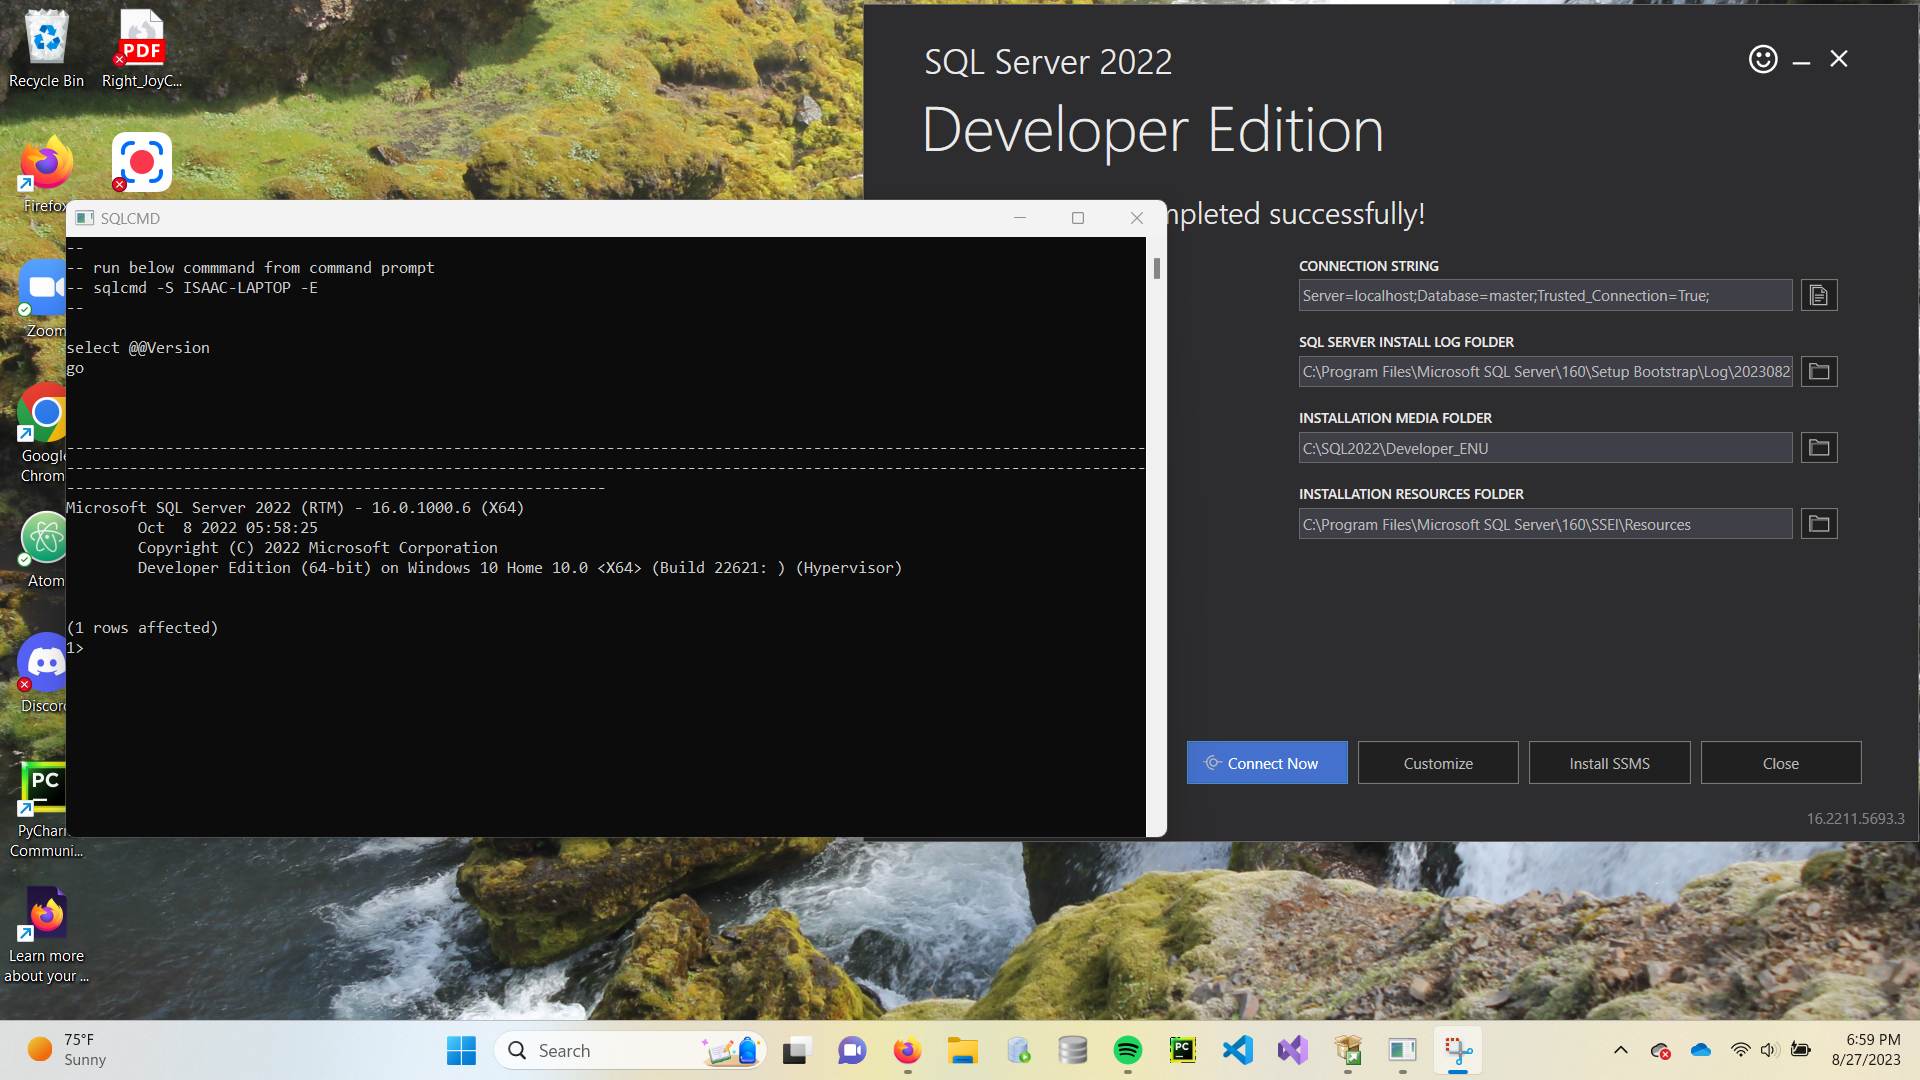 Recycle Bin
PDF
Right_JoyC...
Firefox
Zoom
Google
Chrom
Atom
Discord
PC
PyChari
Communi...
Learn more
about your ...
SQLCMD
--
-- run below commmand from command prompt
-- sqlcmd -S ISAAC-LAPTOP -E
--
select @@Version
go
------------------------------------------------------------------------------------------------------------------------
------------------------------------------------------------------------------------------------------------------------
------------------------------------------------------------
Microsoft SQL Server 2022 (RTM) - 16.0.1000.6 (X64)
Oct  8 2022 05:58:25
Copyright (C) 2022 Microsoft Corporation
Developer Edition (64-bit) on Windows 10 Home 10.0 <X64> (Build 22621: ) (Hypervisor)
(1 rows affected)
1>
SQL Server 2022
Developer Edition
mpleted successfully!
CONNECTION STRING
Server=localhost;Database=master;Trusted_Connection=True;
SQL SERVER INSTALL LOG FOLDER
C:\Program Files\Microsoft SQL Server\160\Setup Bootstrap\Log\2023082
INSTALLATION MEDIA FOLDER
C:\SQL2022\Developer_ENU
INSTALLATION RESOURCES FOLDER
C:\Program Files\Microsoft SQL Server\160\SSEI\Resources
Connect Now
Customize
Install SSMS
Close
16.2211.5693.3
75°F
Sunny
Search
PC
6:59 PM
8/27/2023